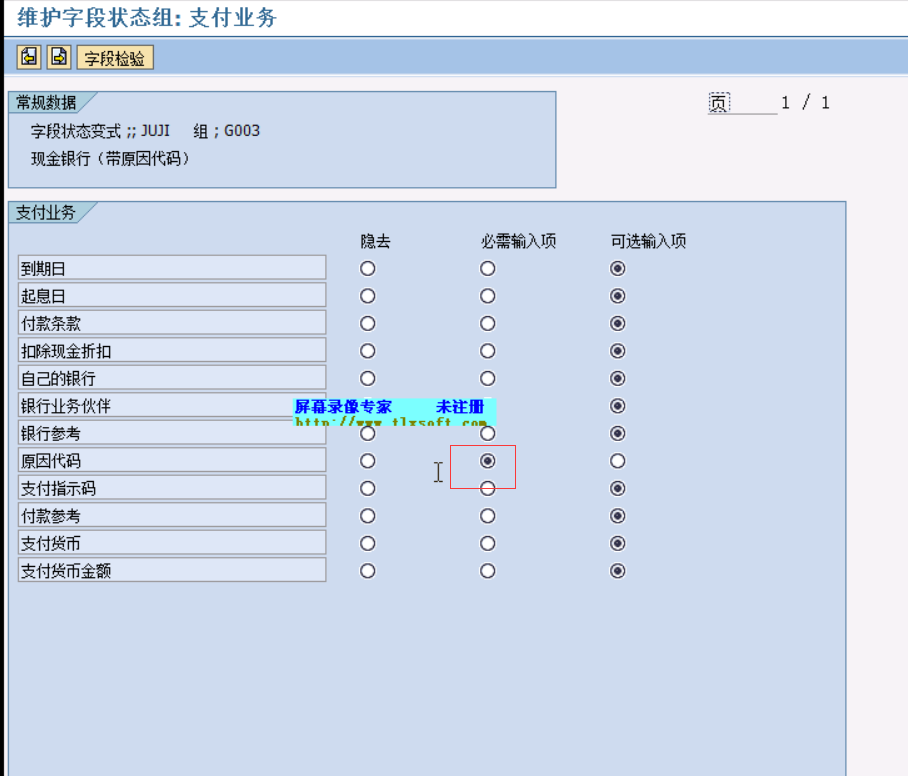 维护字段状态组: 支付业务
字段检验
常规数据
页 1 / 1
字段状态变式 ;; JUJI 组 ; G003
现金银行（带原因代码）
支付业务
隐去 必需输入项 可选输入项
到期日
起息日
付款条款
扣除现金折扣
自己的银行
银行业务伙伴
屏幕录像专家 未注册
http://www.tlxsoft.com
银行参考
原因代码
支付指示码
付款参考
支付货币
支付货币金额